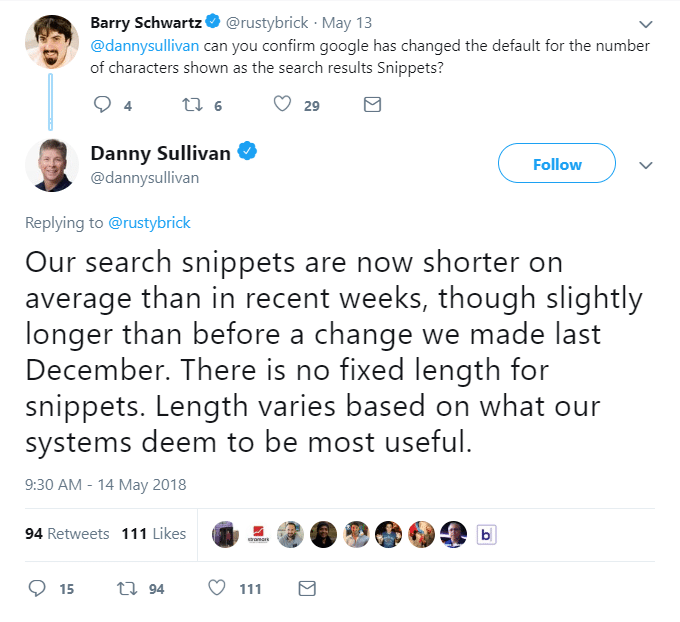 Barry Schwartz @rustybrick · May 13
@dannysullivan can you confirm google has changed the default for the number
of characters shown as the search results Snippets?
4 6 29
Danny Sullivan
@dannysullivan
Follow
Replying to @rustybrick
Our search snippets are now shorter on
average than in recent weeks, though slightly
longer than before a change we made last
December. There is no fixed length for
snippets. Length varies based on what our
systems deem to be most useful.
9:30 AM - 14 May 2018
94 Retweets 111 Likes
b
15 94 111